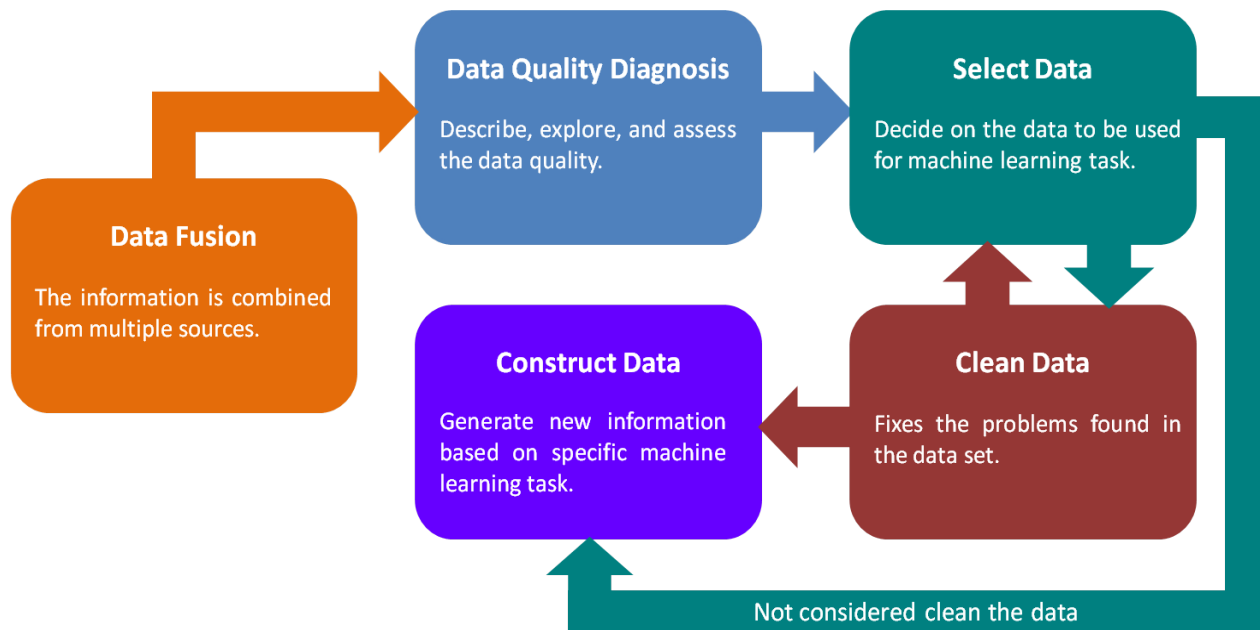 Data Fusion
The information is combined
from multiple sources.
Data Quality Diagnosis
Describe, explore, and assess
the data quality.
Select Data
Decide on the data to be used
for machine learning task.
Clean Data
Fixes the problems found in
the data set.
Construct Data
Generate new information
based on specific machine
learning task.
Not considered clean the data